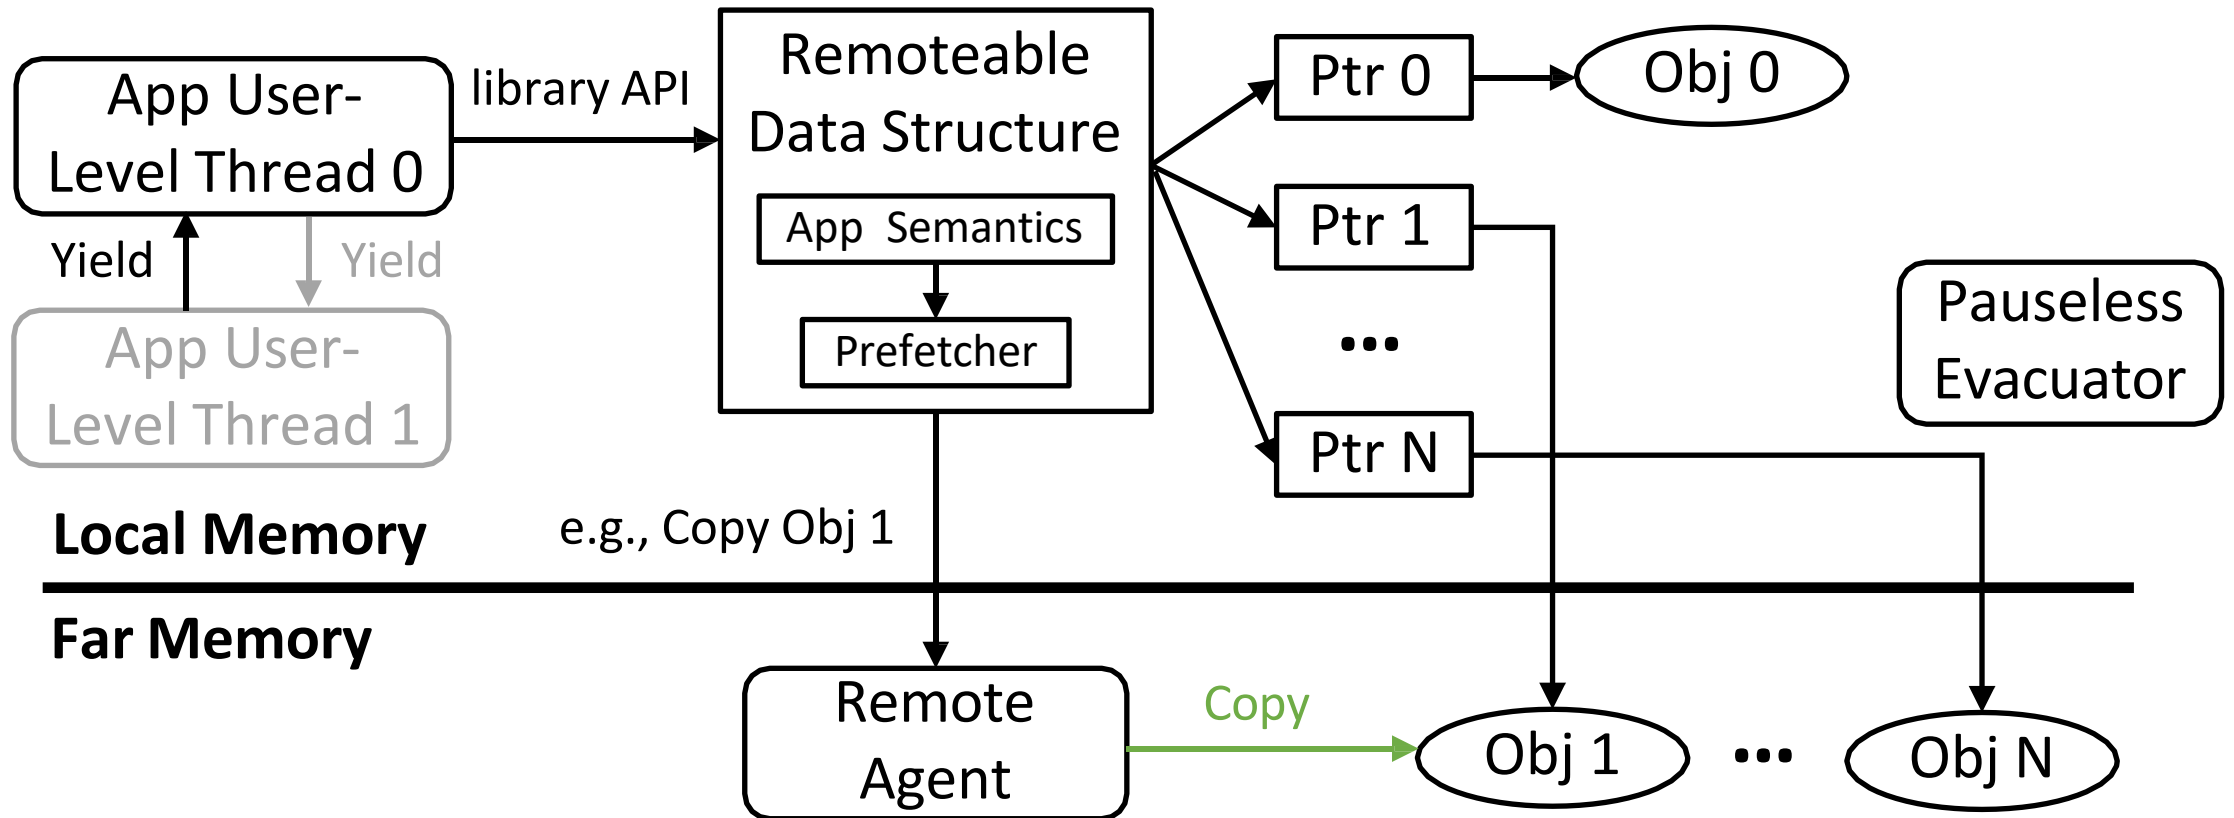 App User-
Level Thread 0
library API
Remoteable
Data Structure
App Semantics
Prefetcher
Ptr 0
Obj 0
Ptr 1
...
Ptr N
Yield
Yield
App User-
Level Thread 1
Pauseless
Evacuator
Local Memory
e.g., Copy Obj 1
Far Memory
Remote
Agent
Copy
Obj 1
...
Obj N